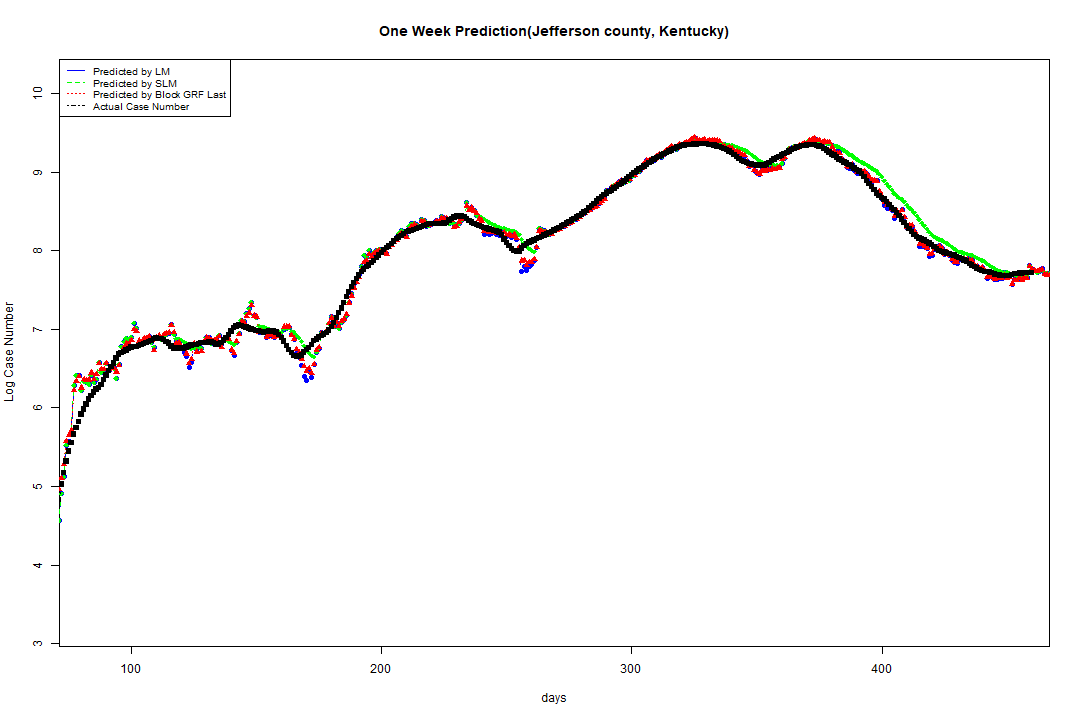 One Week Prediction(Jefferson county, Kentucky)
Predicted by LM
Predicted by SLM
Predicted by Block GRF Last
Actual Case Number
10
9
8
7
6
5
4
3
Log Case Number
100 200 300 400
days